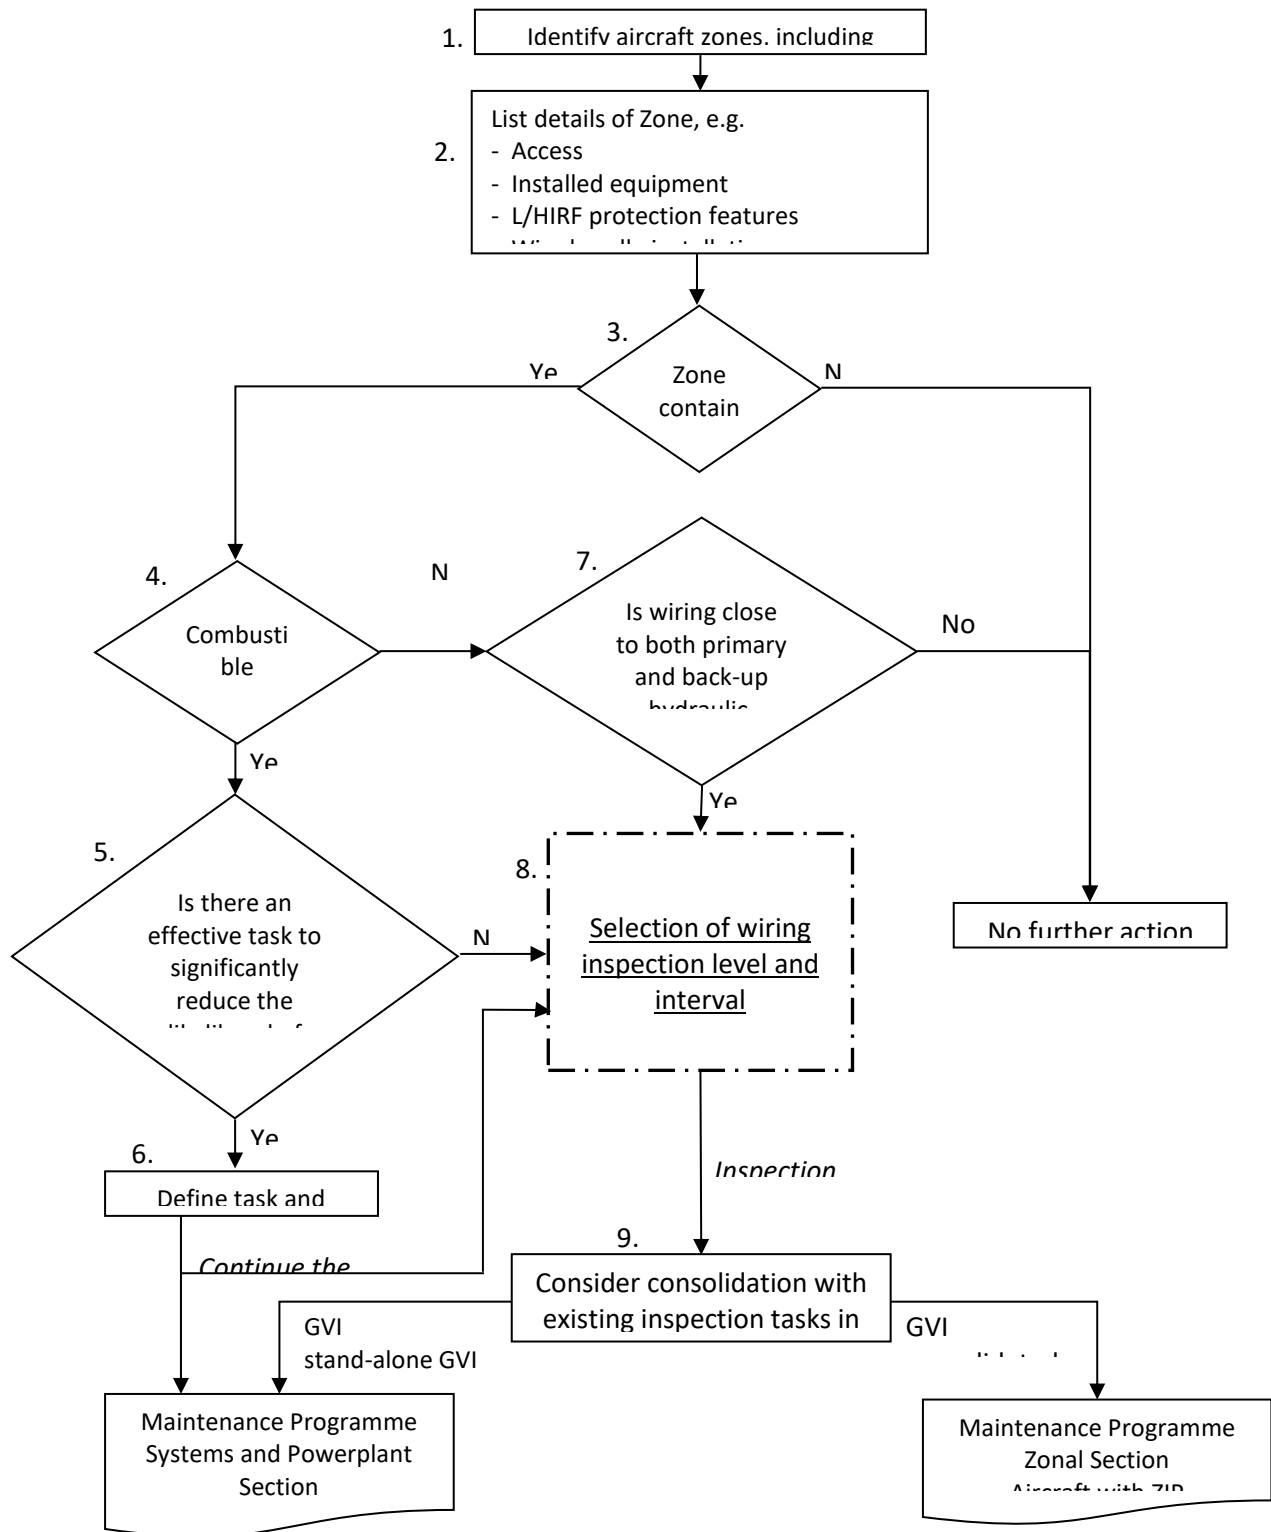 1.
Identify aircraft zones, including
2.
List details of Zone, e.g.
- Access
- Installed equipment
- L/HIRF protection features
3.
Ye
Zone
contain
N
4.
Combusti
ble
N
7.
Is wiring close
to both primary
and back-up
hydraulic
No
Ye
Ye
5.
Is there an
effective task to
significantly
reduce the
N
8.
Selection of wiring
inspection level and
interval
No further action
Ye
6.
Define task and
Continue the
Inspection
9.
Consider consolidation with
existing inspection tasks in
GVI
stand-alone GVI
GVI
Maintenance Programme
Systems and Powerplant
Section
Maintenance Programme
Zonal Section
Aircraft with ZIP